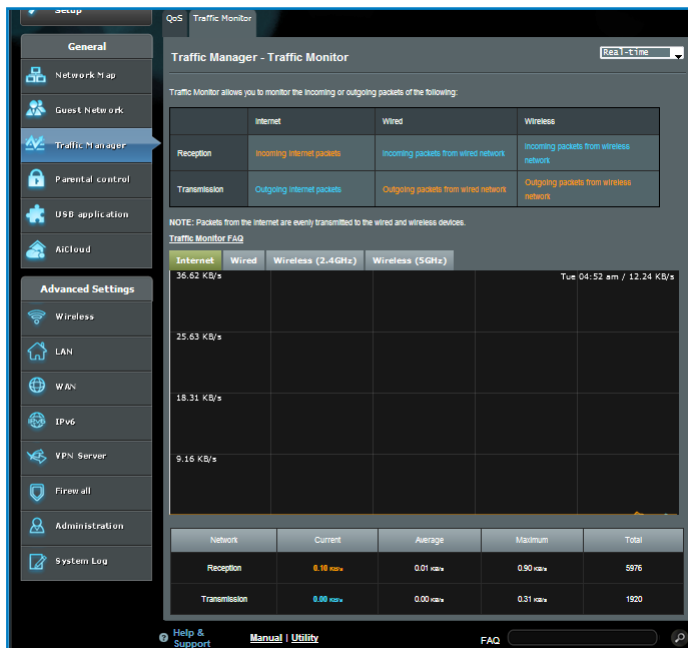 Setup
QoS Traffic Monitor
General
Network Map
Guest Network
Traffic Manager
Parental control
USB application
AiCloud
Advanced Settings
Wireless
LAN
WAN
IPv6
VPN Server
Firewall
Administration
System Log
Traffic Manager - Traffic Monitor
Real-time
Traffic Monitor allows you to monitor the incoming or outgoing packets of the following:
Internet Wired Wireless
Reception Incoming internet packets Incoming packets from wired network Incoming packets from wireless network
Transmission Outgoing internet packets Outgoing packets from wired network Outgoing packets from wireless network
NOTE: Packets from the Internet are evenly transmitted to the wired and wireless devices.
Traffic Monitor FAQ
Internet Wired Wireless (2.4GHz) Wireless (5GHz)
36.62 KB/s Tue 04:52 am / 12.24 KB/s
25.63 KB/s
18.31 KB/s
9.16 KB/s
Network Current Average Maximum Total
Reception 0.10 KB/s 0.01 KB/s 0.90 KB/s 5976
Transmission 0.00 KB/s 0.00 KB/s 0.31 KB/s 1920
Help & Support Manual | Utility FAQ